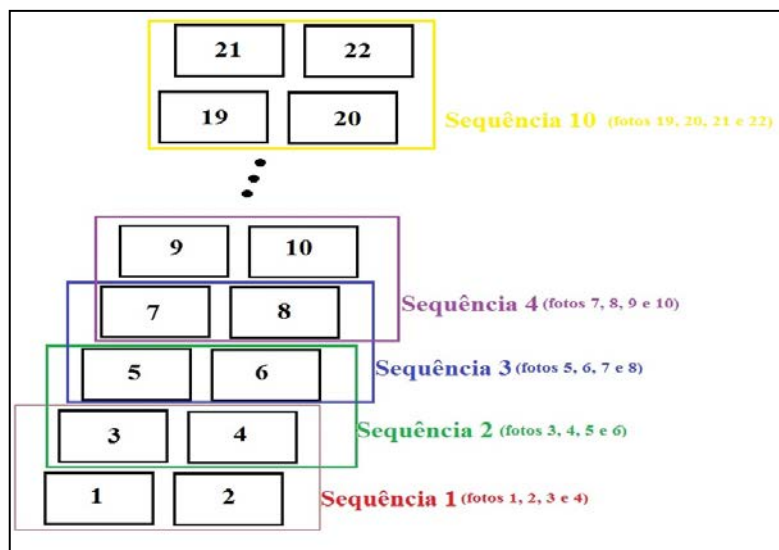 21 22
19 20
Sequência 10 (fotos 19, 20, 21 e 22)
9 10
7 8
Sequência 4 (fotos 7, 8, 9 e 10)
5 6
Sequência 3 (fotos 5, 6, 7 e 8)
3 4
Sequência 2 (fotos 3, 4, 5 e 6)
1 2
Sequência 1 (fotos 1, 2, 3 e 4)